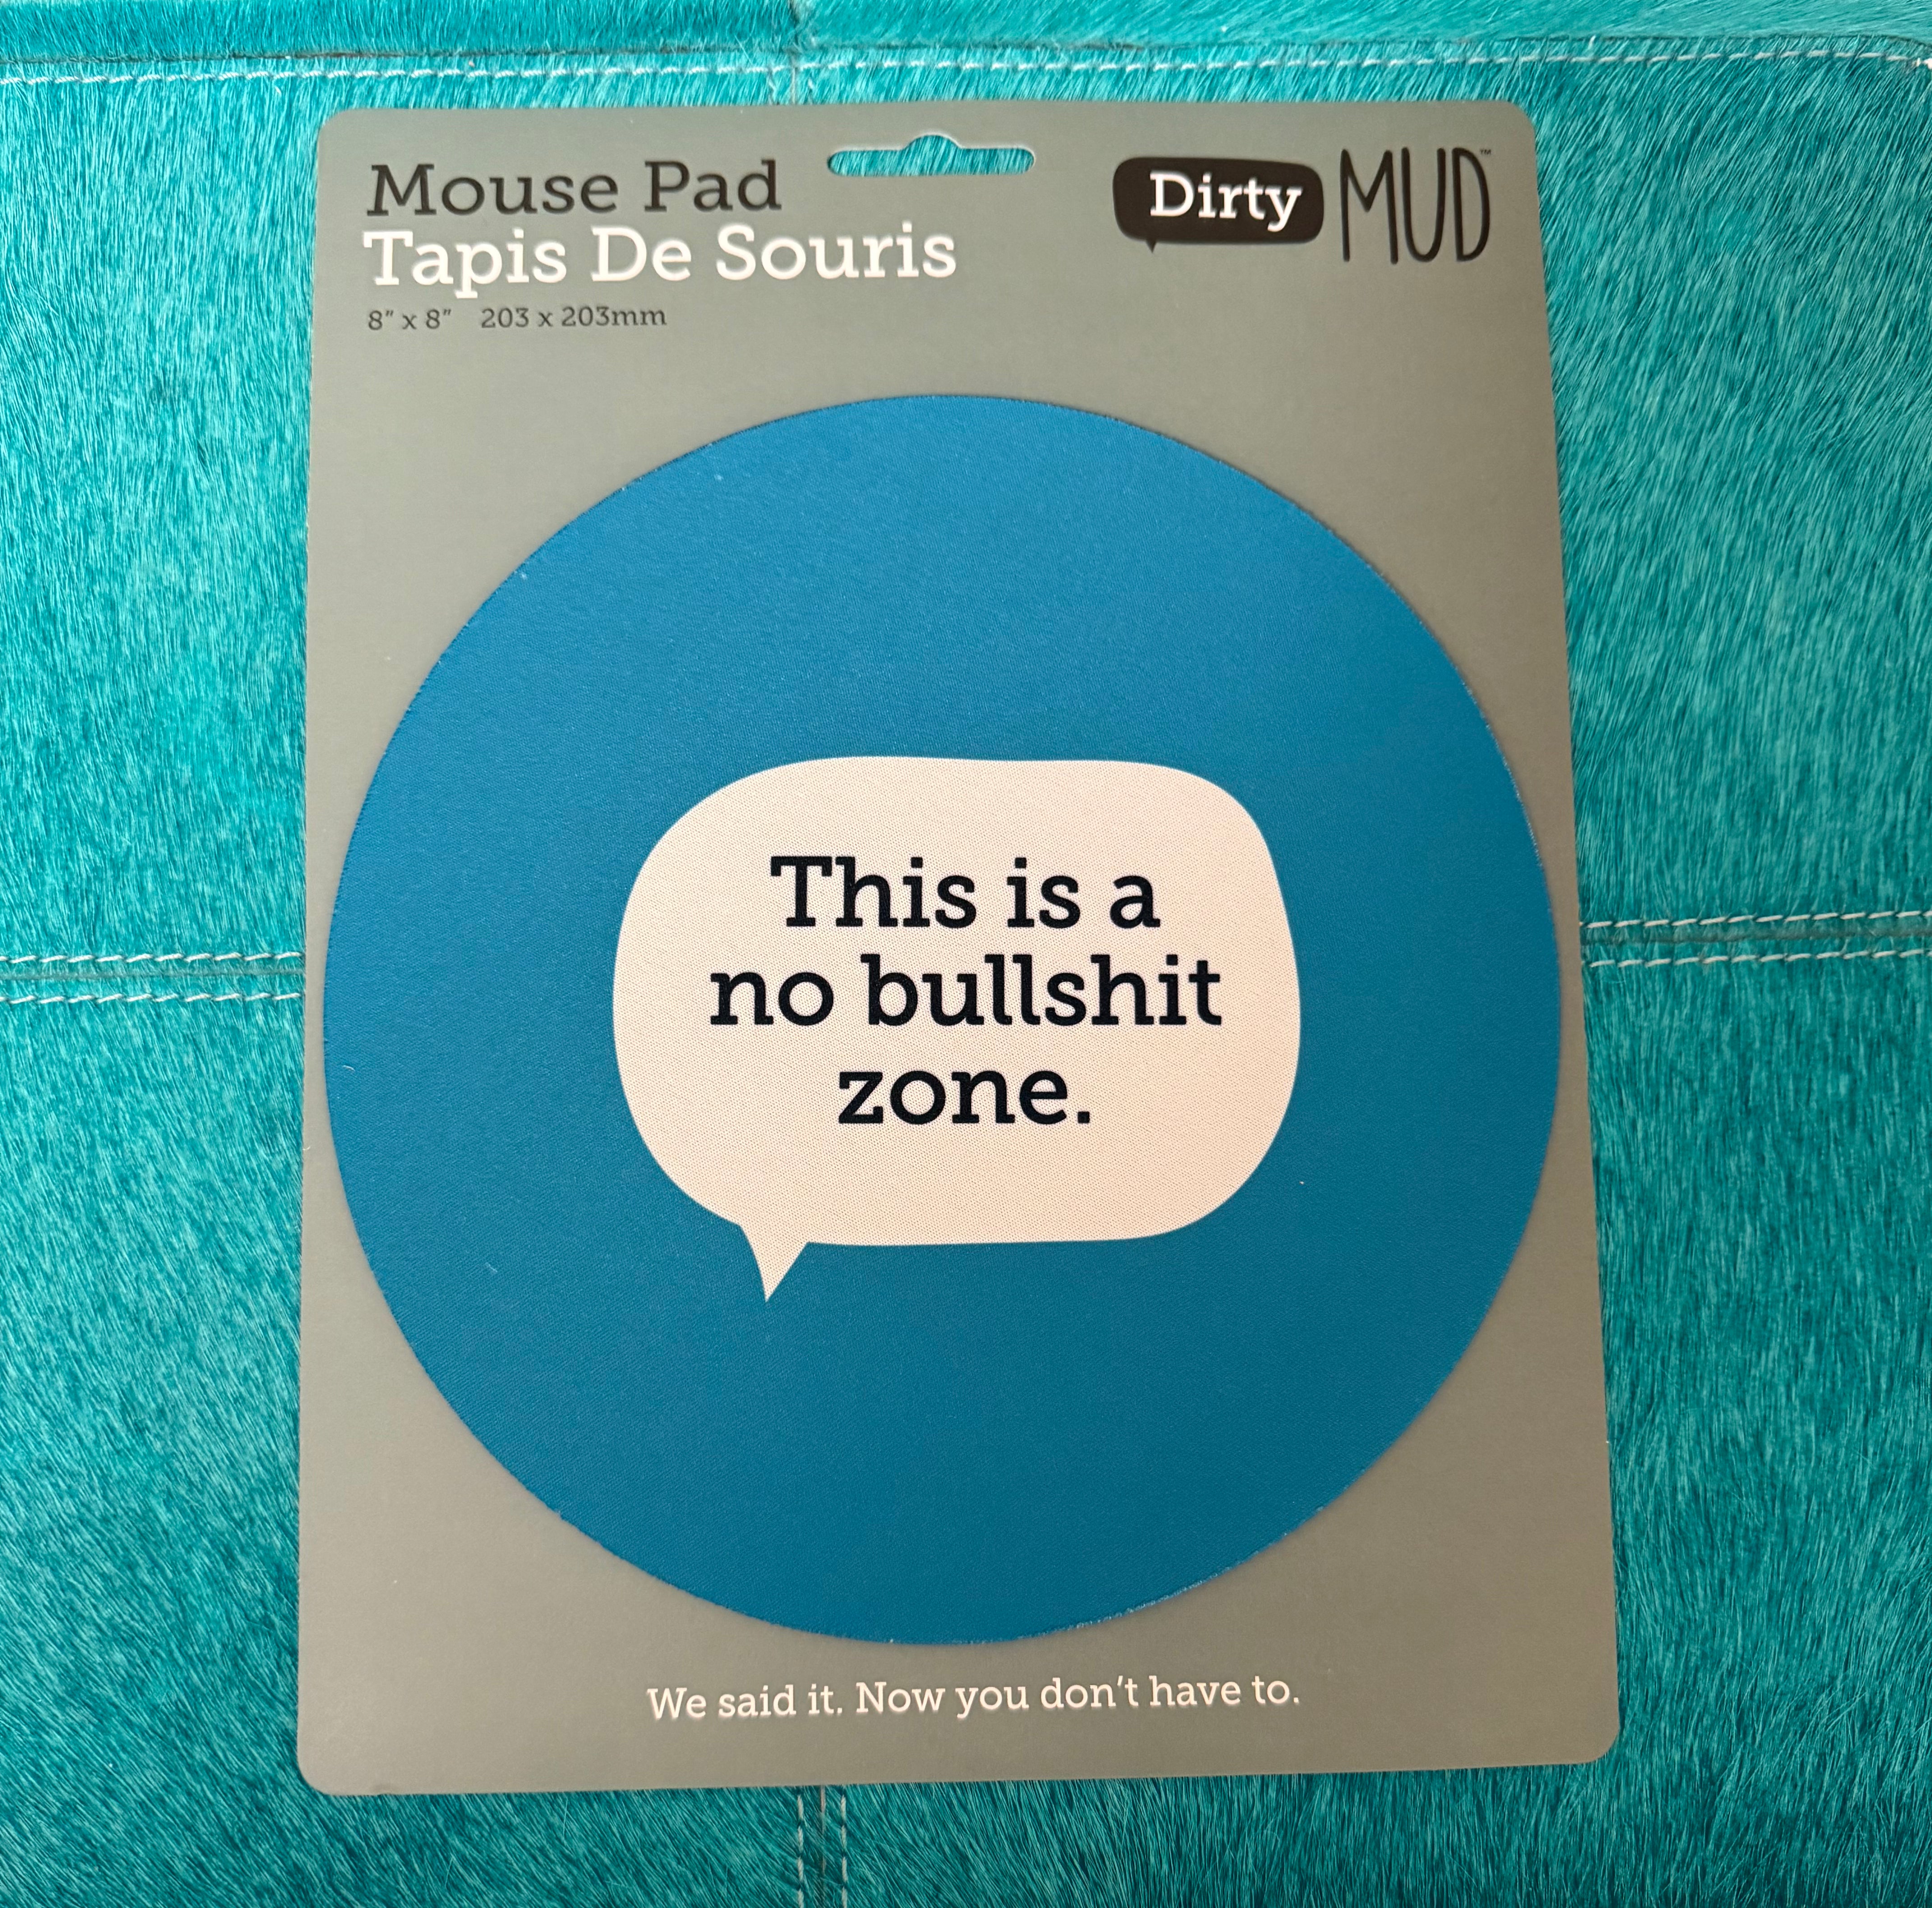 Mouse Pad
Tapis De Souris
8" x 8" 203 x 203mm
Dirty MUD™
This is a
no bullshit
zone.
We said it. Now you don't have to.